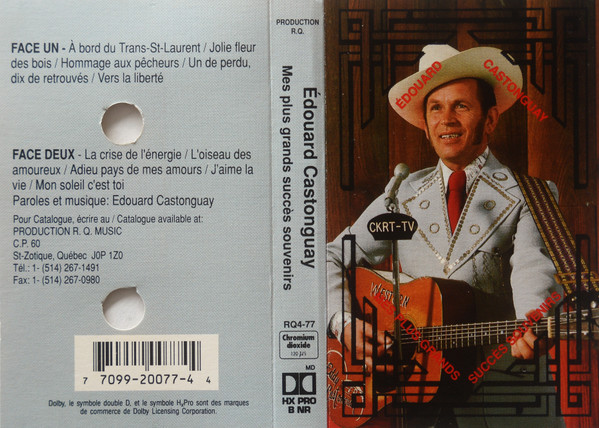 FACE UN - À bord du Trans-St-Laurent / Jolie fleur
des bois / Hommage aux pêcheurs / Un de perdu,
dix de retrouvés / Vers la liberté
FACE DEUX - La crise de l'énergie / L'oiseau des
amoureux / Adieu pays de mes amours / J'aime la
vie / Mon soleil c'est toi
Paroles et musique: Edouard Castonguay
Pour Catalogue, écrire au / Catalogue available at:
PRODUCTION R. Q. MUSIC
C.P. 60
St-Zotique, Québec J0P 1Z0
Tél.: 1- (514) 267-1491
Fax: 1- (514) 267-0980
7 7099-20077-4 4
Dolby, le symbole double D, et le symbole HxPro sont des marques
de commerce de Dolby Licensing Corporation.
PRODUCTION
R.Q.
Édouard Castonguay
Mes plus grands succès souvenirs
RQ4-77
Chromium
dioxide
120 µs
MD
HX PRO
B NR
ÉDOUARD CASTONGUAY
CKRT-TV
WESTERN
PLUS GRANDS
SUCCÈS SOUVENIRS